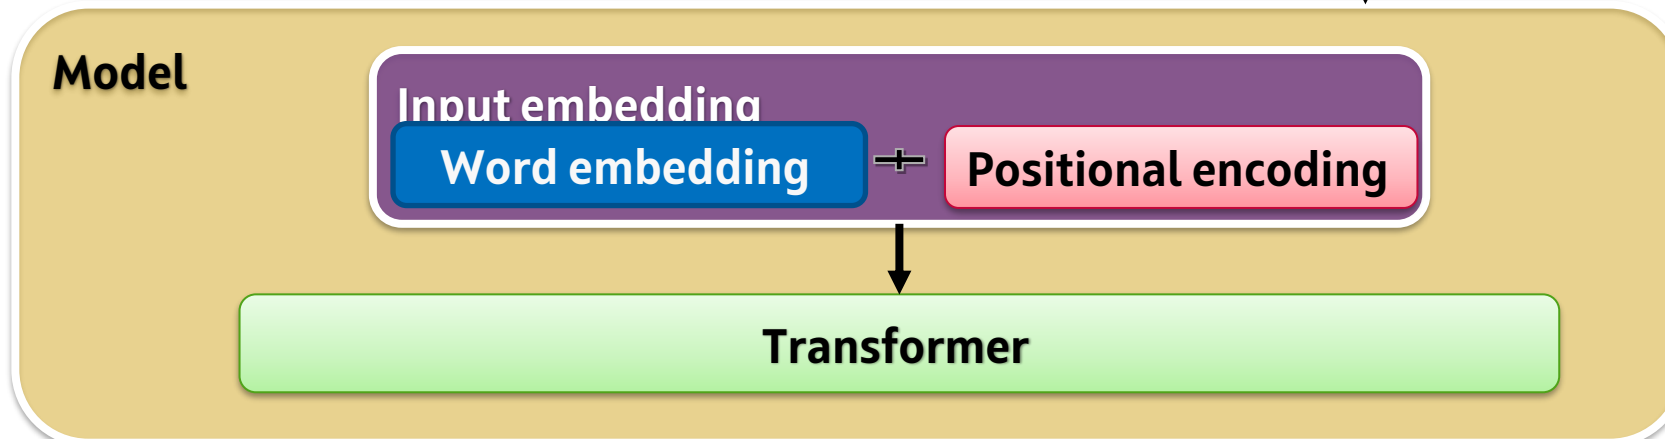 Model
Input embedding
Word embedding + Positional encoding
Transformer